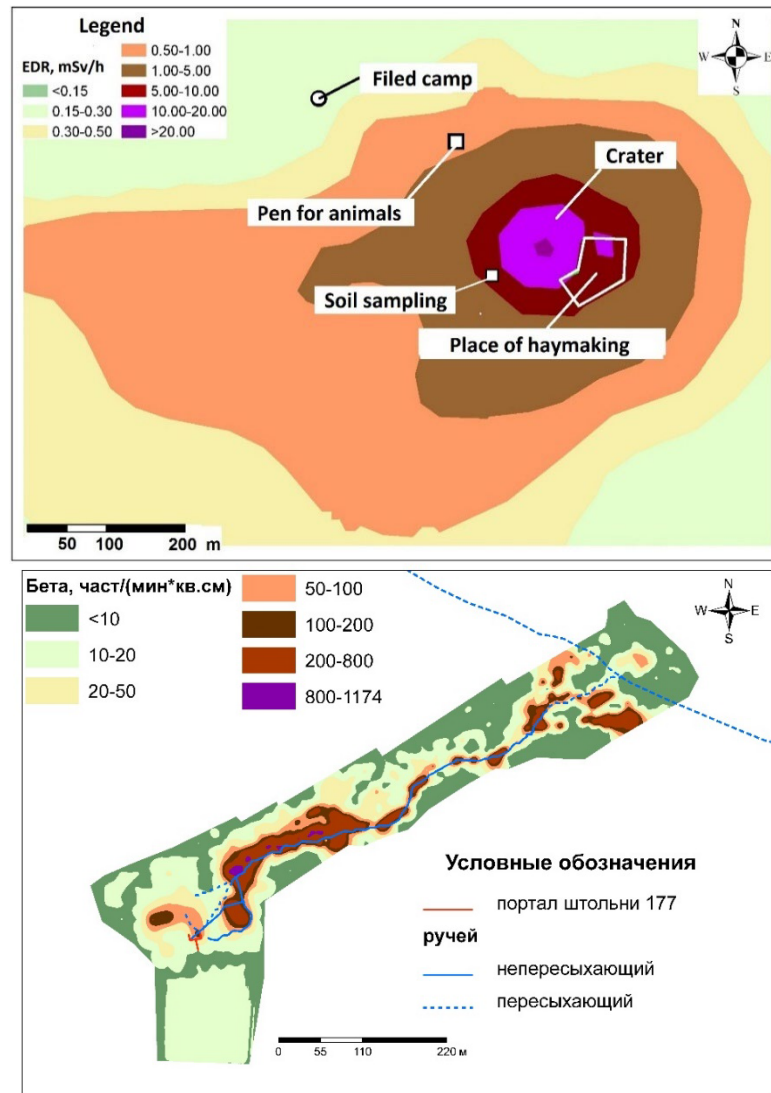 Legend
EDR, mSv/h
<0.15
0.15-0.30
0.30-0.50
0.50-1.00
1.00-5.00
5.00-10.00
10.00-20.00
>20.00
N
W E
S
Filed camp
Crater
Pen for animals
Soil sampling
Place of haymaking
50 100 200 m
Бета, част/(мин*кв.см)
<10
10-20
20-50
50-100
100-200
200-800
800-1174
N
W E
S
Условные обозначения
портал штольни 177
ручей
непересыхающий
пересыхающий
0 55 110 220 м